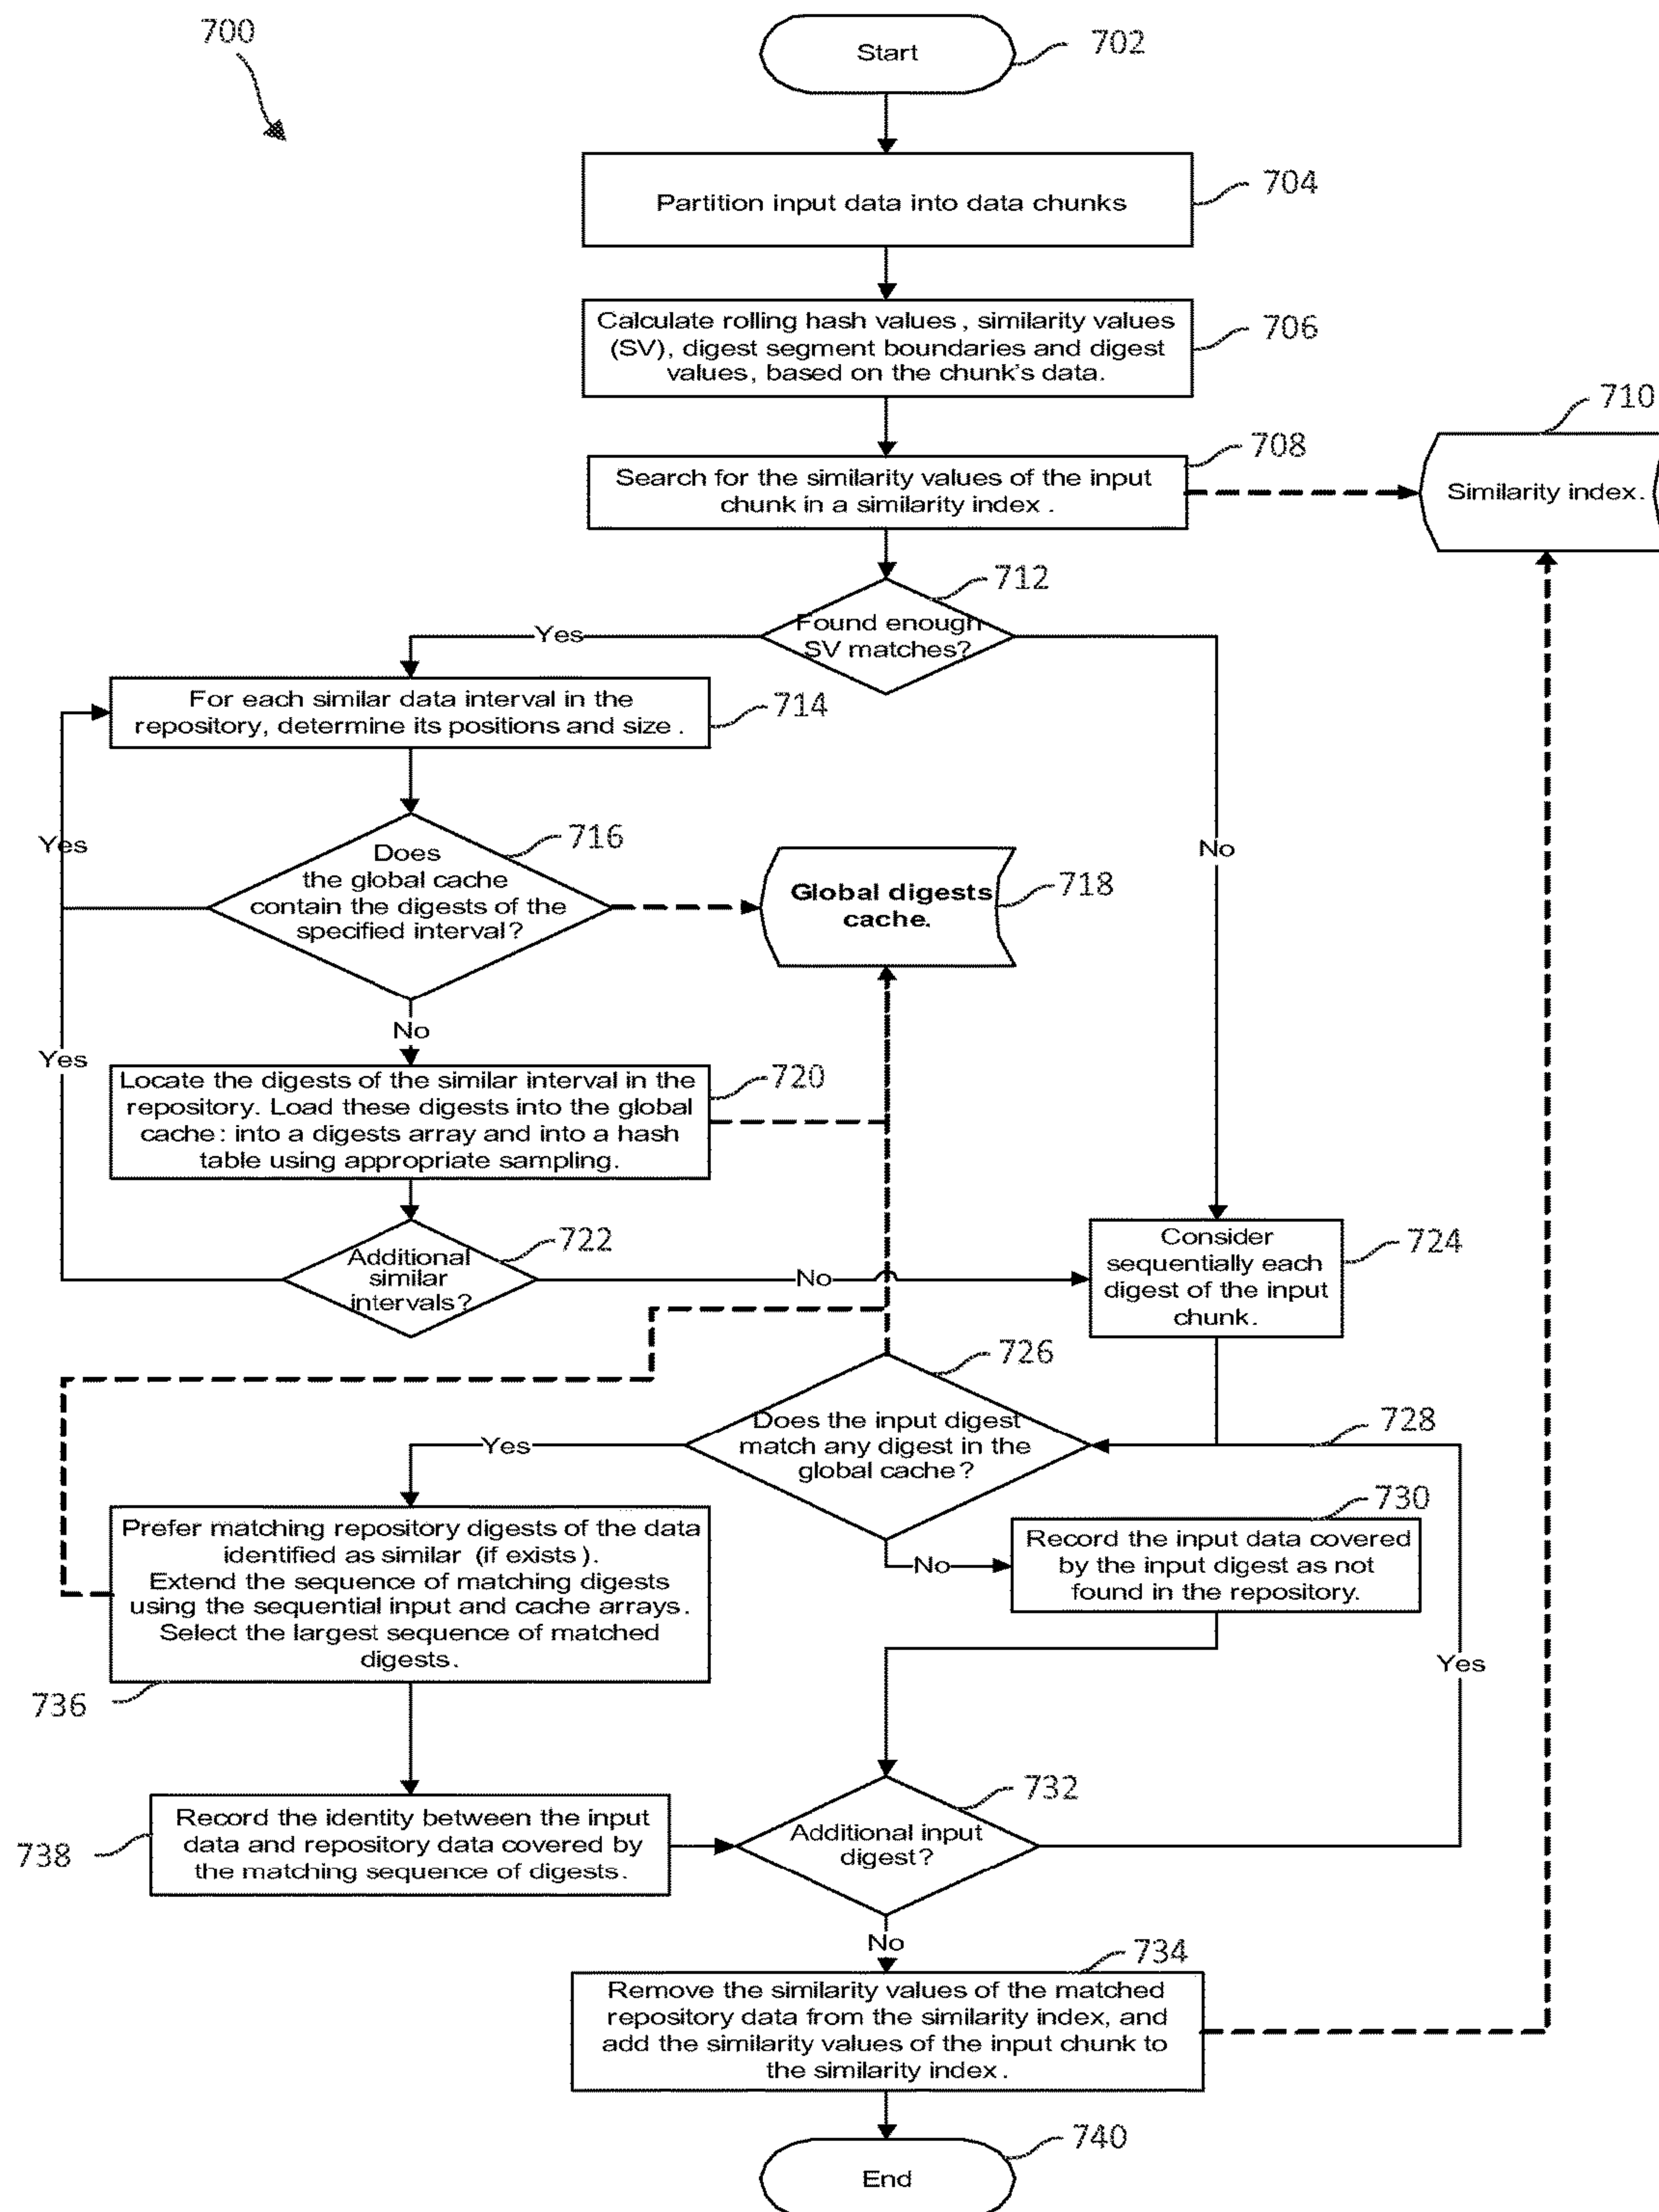 700
Start
702
Partition input data into data chunks
704
Calculate rolling hash values, similarity values
(SV), digest segment boundaries and digest
values, based on the chunk's data.
706
Search for the similarity values of the input
chunk in a similarity index.
708
710
Similarity index.
712
Found enough
SV matches?
Yes
For each similar data interval in the
repository, determine its positions and size.
714
No
Yes
716
Does
the global cache
contain the digests of the
specified interval?
Global digests
cache.
718
No
Yes
Locate the digests of the similar interval in the
repository. Load these digests into the global
cache: into a digests array and into a hash
table using appropriate sampling.
720
Additional
similar
intervals?
722
No
Consider
sequentially each
digest of the input
chunk.
724
726
Does the input digest
match any digest in the
global cache?
728
Yes
730
No
Record the input data covered
by the input digest as not
found in the repository.
Prefer matching repository digests of the data
identified as similar (if exists).
Extend the sequence of matching digests
using the sequential input and cache arrays.
Select the largest sequence of matched
digests.
736
Yes
732
Additional input
digest?
Record the identity between the input
data and repository data covered by
the matching sequence of digests.
738
No
734
Remove the similarity values of the matched
repository data from the similarity index, and
add the similarity values of the input chunk to
the similarity index.
740
End